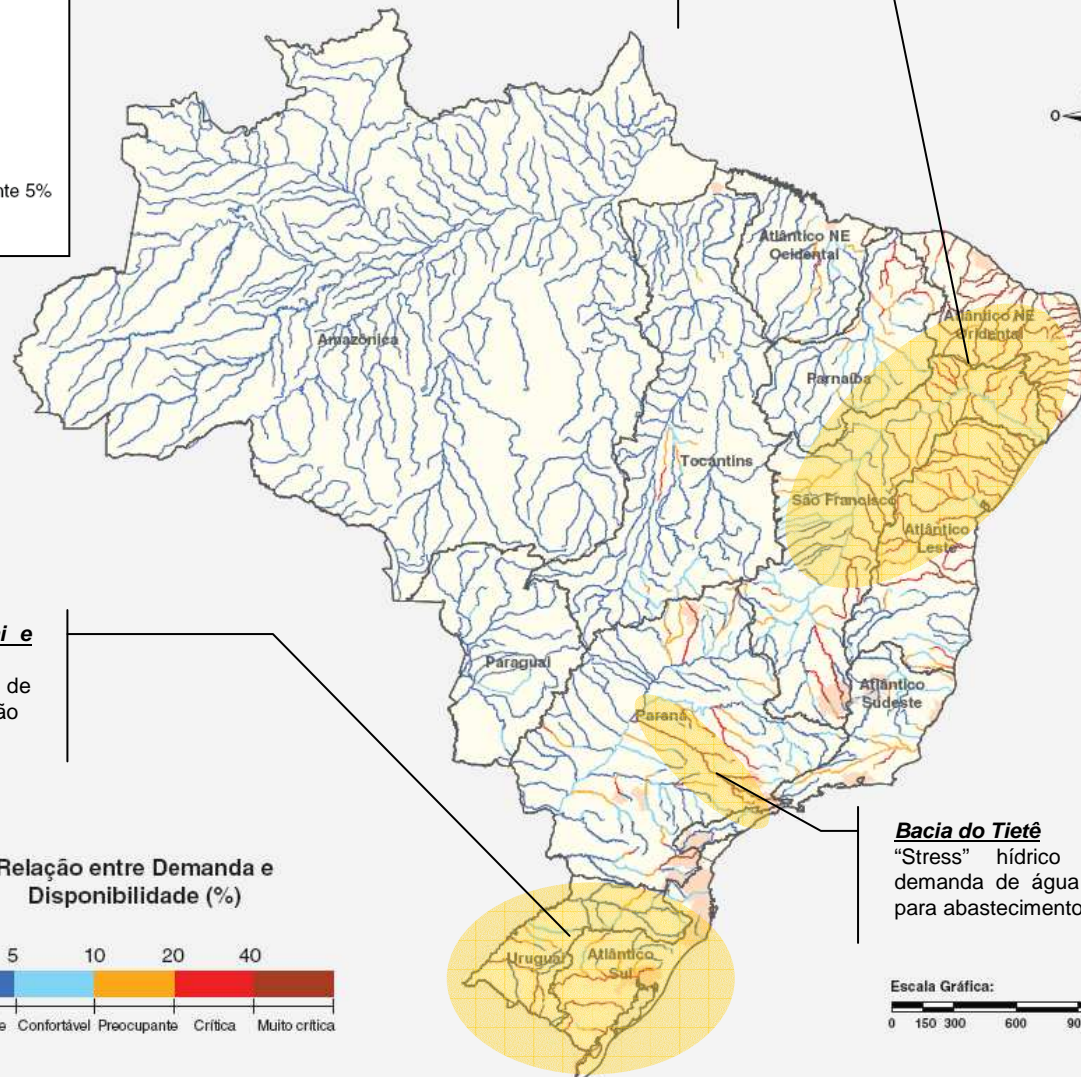 nte 5%
O
Atlântico NE
Ocidental
Amazônica
Atlântico NE
Oridental
Parnaíba
Tocantins
São Francisco
Atlântico
Leste
i e
de
ão
Paraguai
Atlântico
Sudeste
Paraná
Bacia do Tietê
“Stress” hídrico
demanda de água
para abastecimento
Relação entre Demanda e
Disponibilidade (%)
5 10 20 40
e Confortável Preocupante Crítica Muito crítica
Uruguai
Atlântico
Sul
Escala Gráfica:
0 150 300 600 90